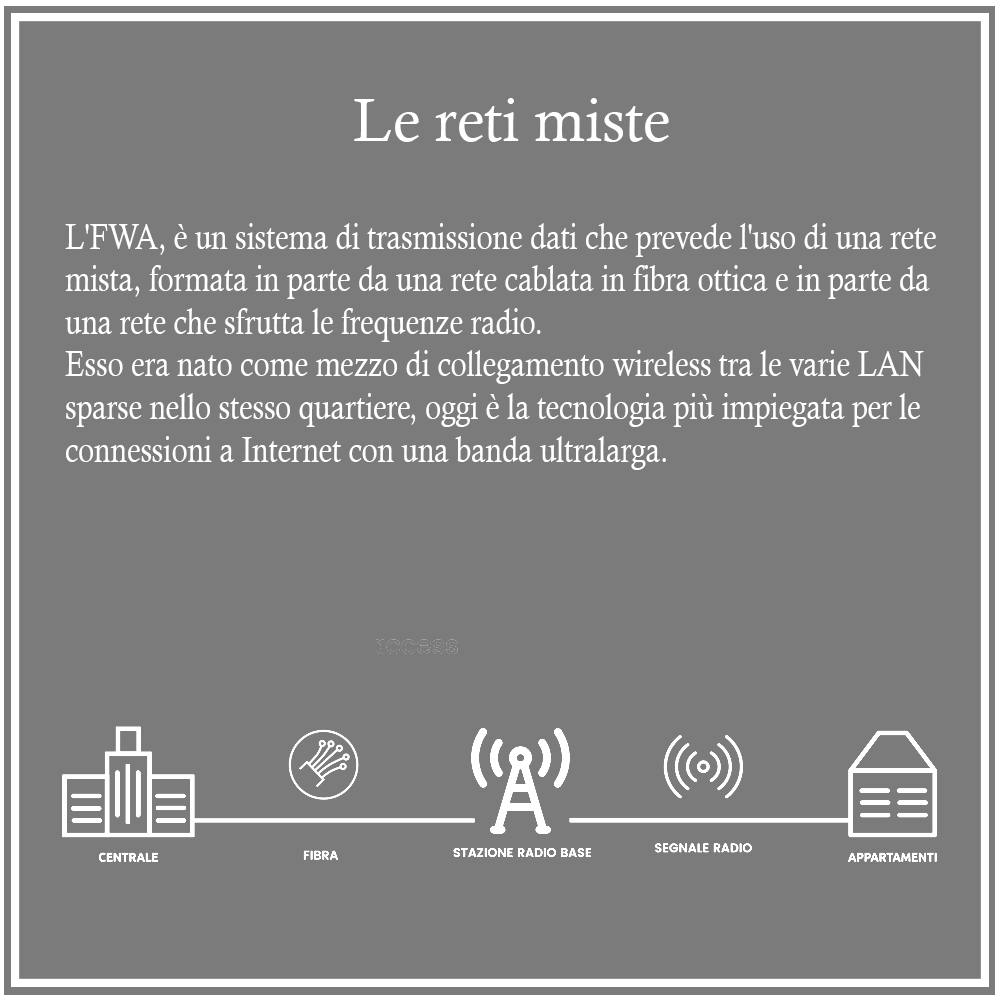 Le reti miste
L'FWA, è un sistema di trasmissione dati che prevede l'uso di una rete
mista, formata in parte da una rete cablata in fibra ottica e in parte da
una rete che sfrutta le frequenze radio.
Esso era nato come mezzo di collegamento wireless tra le varie LAN
sparse nello stesso quartiere, oggi è la tecnologia più impiegata per le
connessioni a Internet con una banda ultralarga.
CENTRALE
FIBRA
STAZIONE RADIO BASE
SEGNALE RADIO
APPARTAMENTI